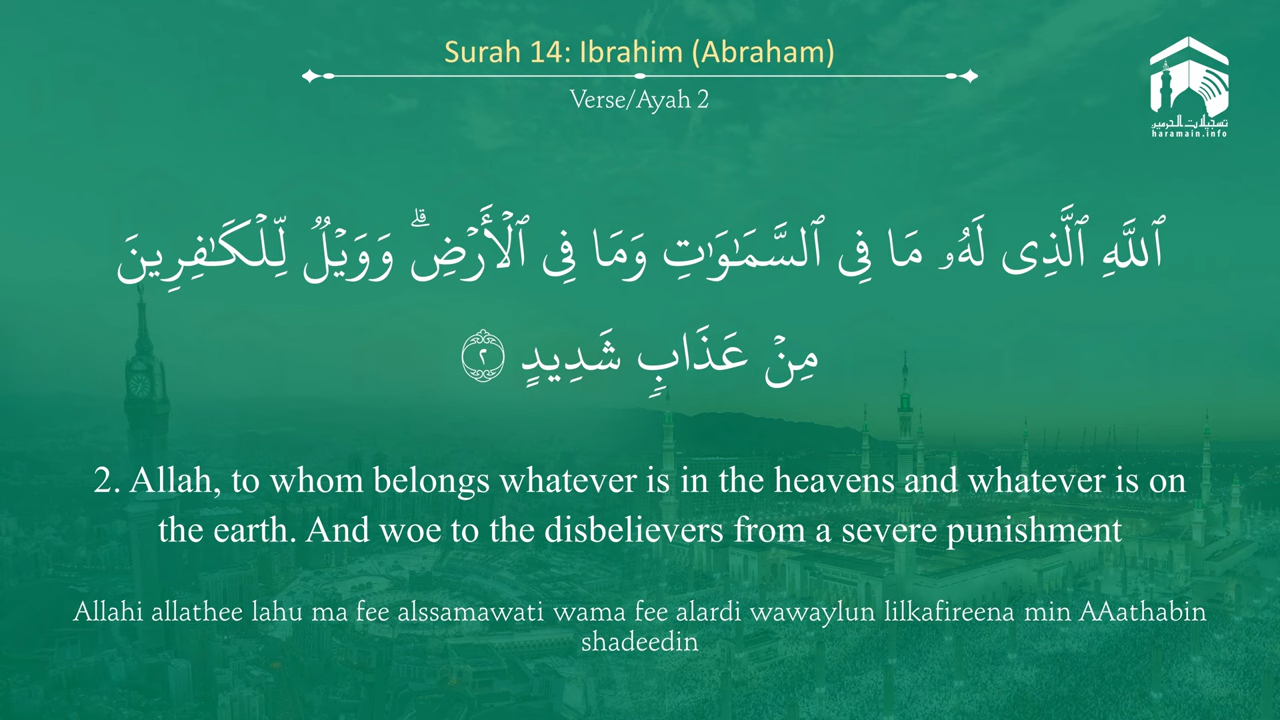 Surah 14: Ibrahim (Abraham)
Verse/Ayah 2
تسجيلات الحرمين
haramain.info
ٱللَّهِ ٱلَّذِى لَهُۥ مَا فِى ٱلسَّمَـٰوَٰتِ وَمَا فِى ٱلْأَرْضِ ۗ وَوَيْلٌ لِّلْكَـٰفِرِينَ
مِنْ عَذَابٍ شَدِيدٍ ٢
2. Allah, to whom belongs whatever is in the heavens and whatever is on
the earth. And woe to the disbelievers from a severe punishment
Allahi allathee lahu ma fee alssamawati wama fee alardi wawaylun lilkafireena min AAathabin
shadeedin